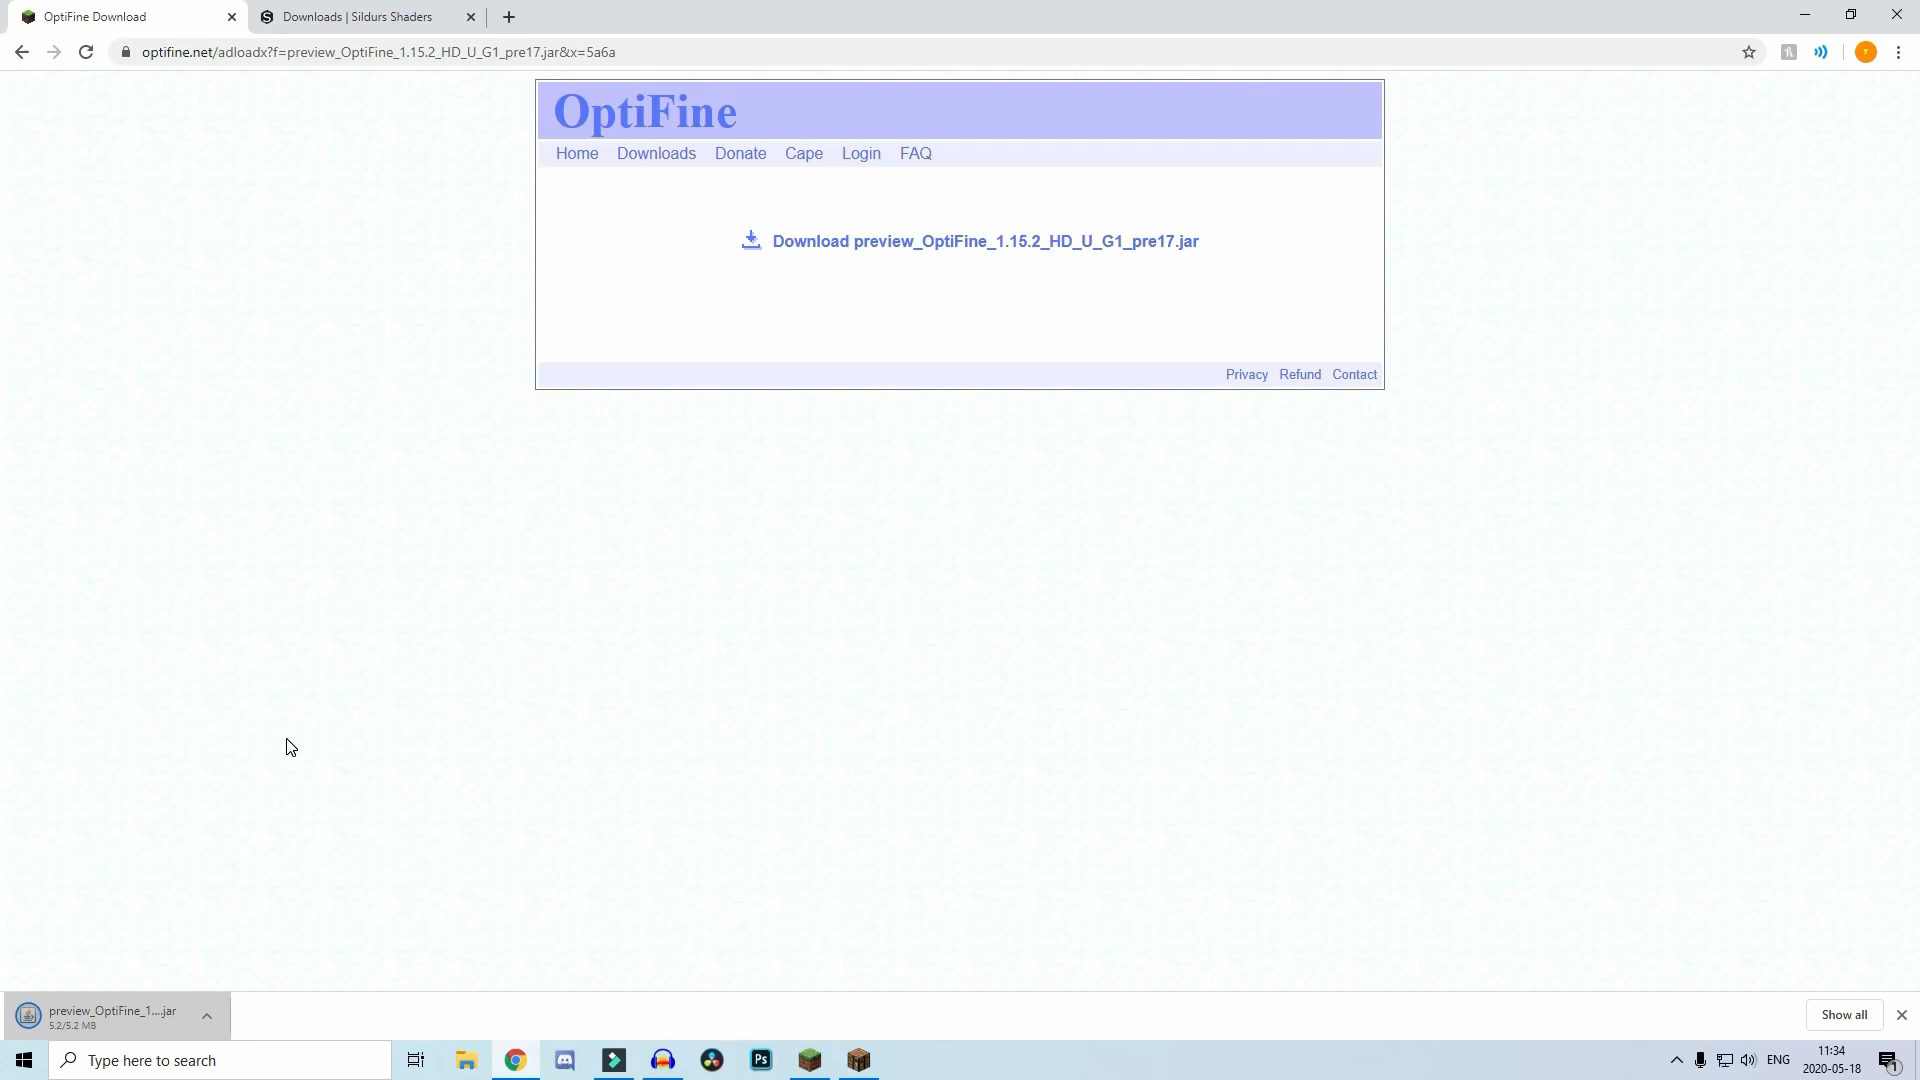 OptiFine Download
Downloads | Sildurs Shaders
optifine.net/adloadx?f=preview_OptiFine_1.15.2_HD_U_G1_pre17.jar&x=5a6a
OptiFine
Home Downloads Donate Cape Login FAQ
Download preview_OptiFine_1.15.2_HD_U_G1_pre17.jar
Privacy Refund Contact
preview_OptiFine_1....jar
5.2/5.2 MB
Show all
Type here to search
Ps
ENG
11:34
2020-05-18
1